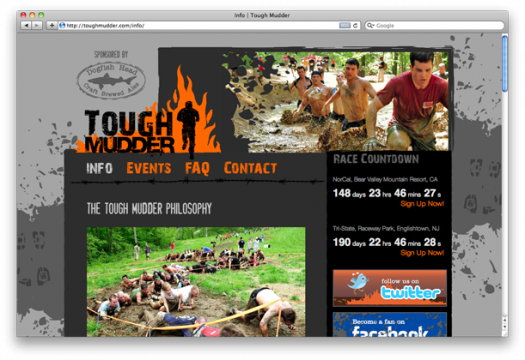 Info | Tough Mudder
http://toughmudder.com/info/
Google
SPONSORED BY
Dogfish Head
Craft Brewed Ales
TOUGH
MUDDER
INFO EVENTS FAQ CONTACT
THE TOUGH MUDDER PHILOSOPHY
RACE COUNTDOWN
NorCal, Bear Valley Mountain Resort, CA
148 days 23 hrs 46 mins 27 s
Sign Up Now!
Tri-State, Raceway Park, Englishtown, NJ
190 days 22 hrs 46 mins 28 s
Sign Up Now!
follow us on
twitter
Become a fan on
facebook